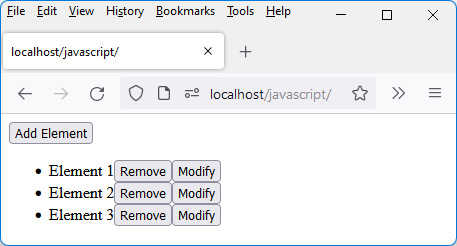 File Edit View History Bookmarks Tools Help
localhost/javascript/
localhost/javascript/
Add Element
Element 1 Remove Modify
Element 2 Remove Modify
Element 3 Remove Modify